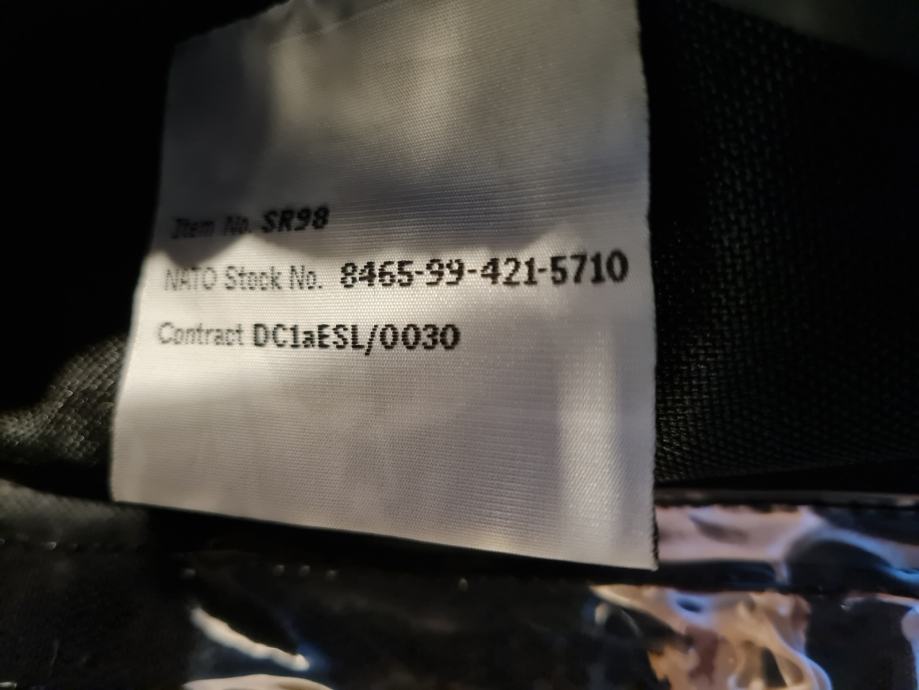 Item No. SR98
NATO Stock No. 8465-99-421-5710
Contract DC1aESL/0030